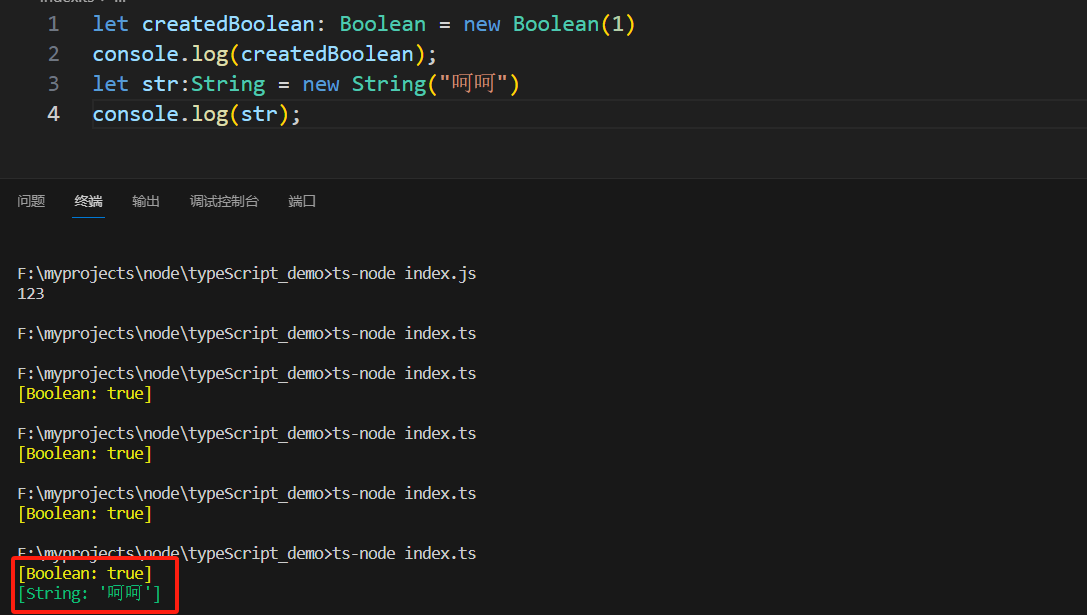 1 let createdBoolean: Boolean = new Boolean(1)
2 console.log(createdBoolean);
3 let str:String = new String("呵呵")
4 console.log(str);
问题 终端 输出 调试控制台 端口
F:\myprojects\node\typeScript_demo>ts-node index.js
123
F:\myprojects\node\typeScript_demo>ts-node index.ts
F:\myprojects\node\typeScript_demo>ts-node index.ts
[Boolean: true]
F:\myprojects\node\typeScript_demo>ts-node index.ts
[Boolean: true]
F:\myprojects\node\typeScript_demo>ts-node index.ts
[Boolean: true]
F:\myprojects\node\typeScript_demo>ts-node index.ts
[Boolean: true]
[String: '呵呵']